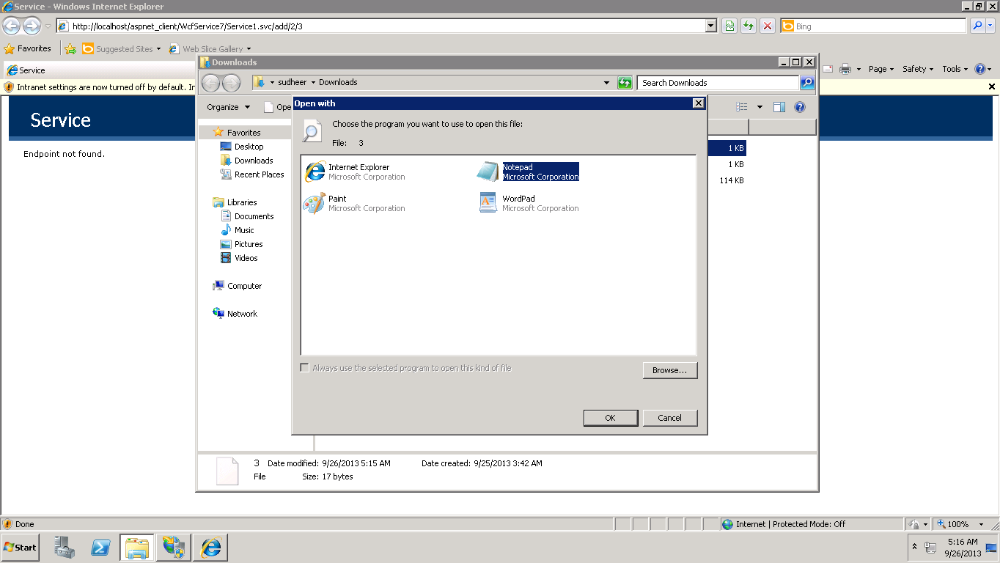 Service - Windows Internet Explorer
http://localhost/aspnet_client/WcfService7/Service1.svc/add/2/3
Bing
Favorites
Suggested Sites
Web Slice Gallery
Service
Page
Safety
Tools
Intranet settings are now turned off by default. In
Service
Endpoint not found.
Downloads
sudheer
Downloads
Search Downloads
Organize
Ope
Favorites
Desktop
Downloads
Recent Places
Libraries
Documents
Music
Pictures
Videos
Computer
Network
1 KB
1 KB
114 KB
Open with
Choose the program you want to use to open this file:
File: 3
Internet Explorer
Microsoft Corporation
Notepad
Microsoft Corporation
Paint
Microsoft Corporation
WordPad
Microsoft Corporation
Always use the selected program to open this kind of file
Browse...
OK
Cancel
3 Date modified: 9/26/2013 5:15 AM Date created: 9/25/2013 3:42 AM
File Size: 17 bytes
Done
Internet | Protected Mode: Off
100%
Start
5:16 AM
9/26/2013